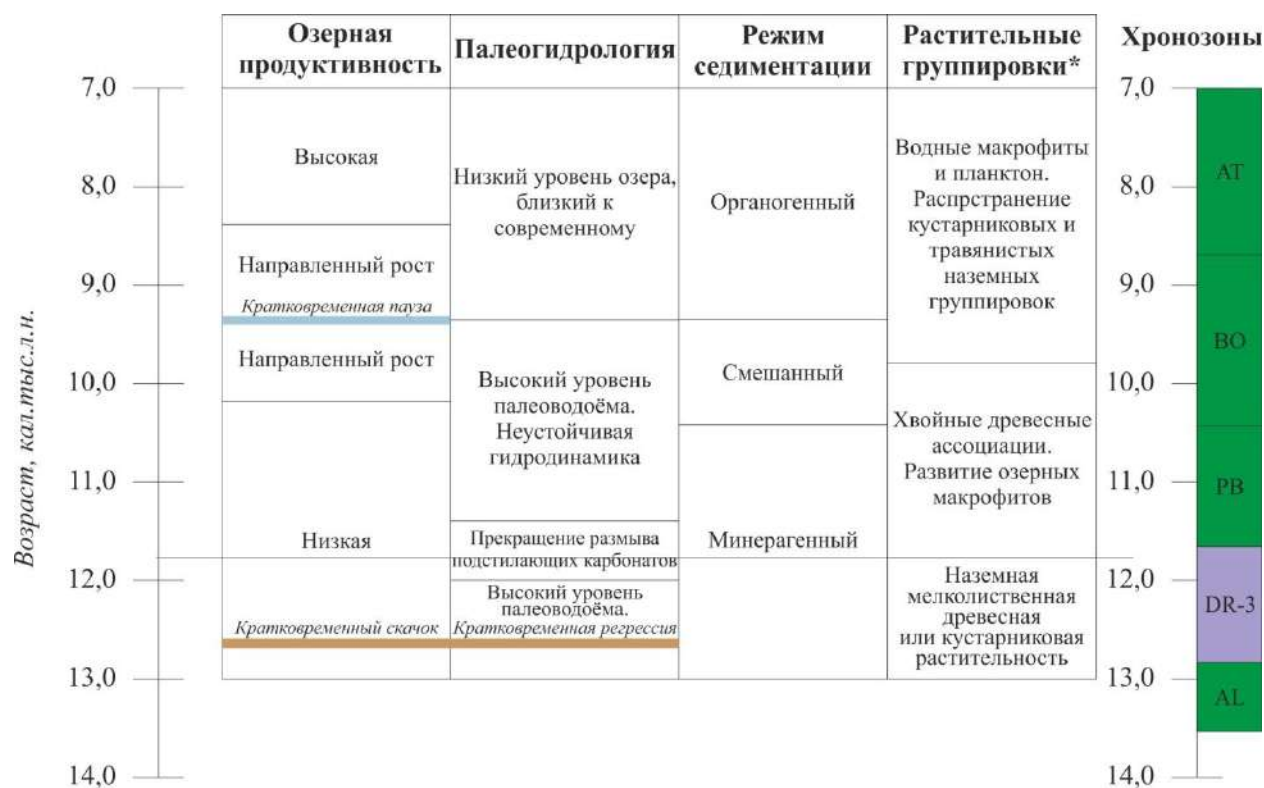 Озерная
продуктивность
Палеогидрология
Режим
седиментации
Растительные
группировки*
Хронозоны
Возраст, кал.тыс.л.н.
7,0
8,0
9,0
10,0
11,0
12,0
13,0
14,0
Высокая
Направленный рост
Кратковременная пауза
Направленный рост
Низкая
Кратковременный скачок
Низкий уровень озера,
близкий к
современному
Высокий уровень
палеоводоёма.
Неустойчивая
гидродинамика
Прекращение размыва
подстилающих карбонатов
Высокий уровень
палеоводоёма.
Кратковременная регрессия
Органогенный
Смешанный
Минерагенный
Водные макрофиты
и планктон.
Распрстранение
кустарниковых и
травянистых
наземных
группировок
Хвойные древесные
ассоциации.
Развитие озерных
макрофитов
Наземная
мелколиственная
древесная
или кустарниковая
растительность
7,0
8,0
9,0
10,0
11,0
12,0
13,0
14,0
AT
BO
PB
DR-3
AL